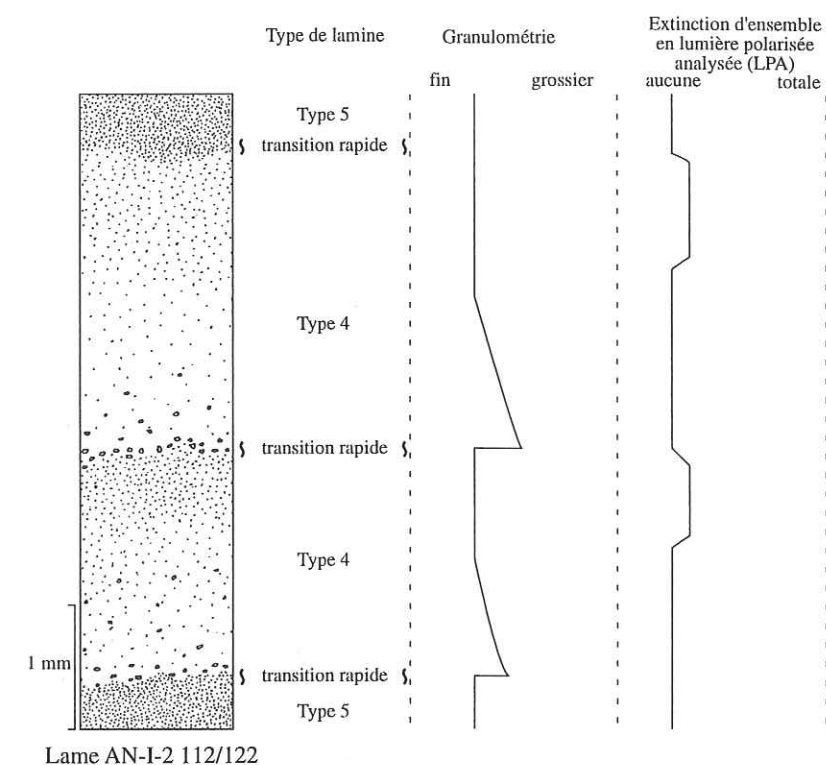 Type de lamine
Granulométrie
Extinction d'ensemble
en lumière polarisée
analysée (LPA)
fin
grossier
aucune
totale
Type 5
transition rapide
Type 4
transition rapide
Type 4
1 mm
transition rapide
Type 5
Lame AN-I-2 112/122